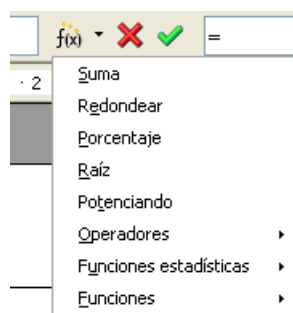 f(x) =
· 2
Suma
Redondear
Porcentaje
Raíz
Potenciando
Operadores
Funciones estadísticas
Funciones